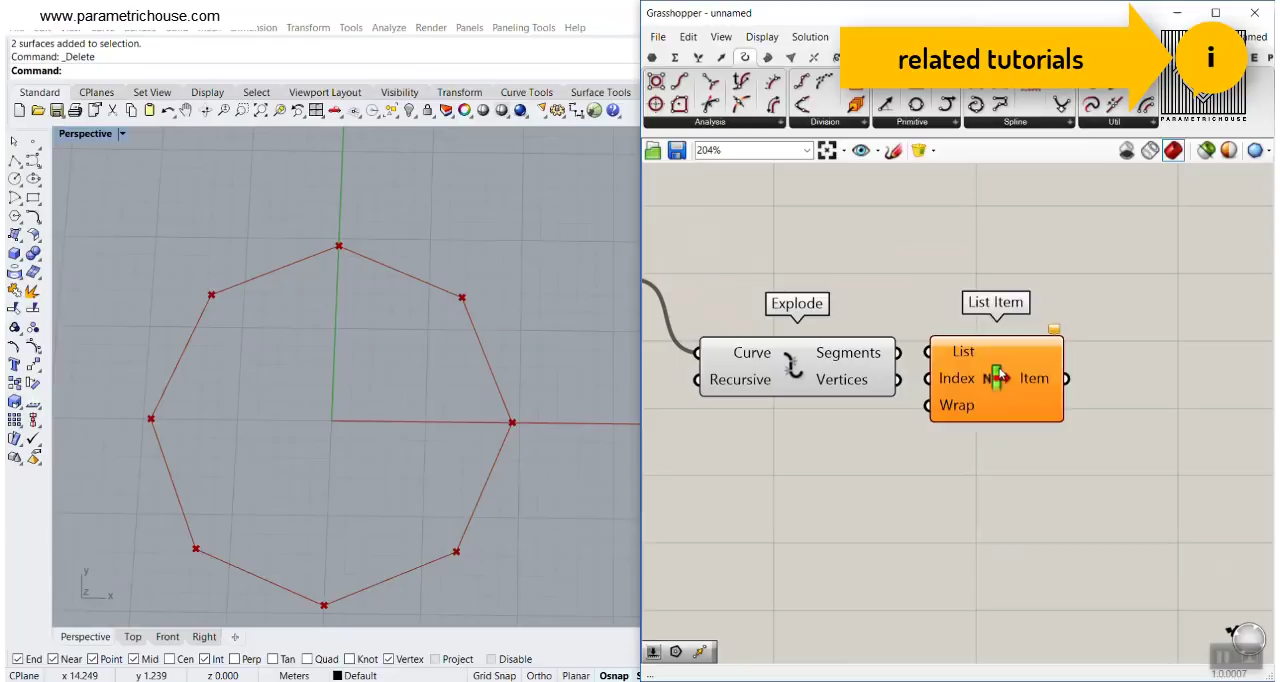 www.parametrichouse.com
Transform Tools Analyze Render Panels Paneling Tools Help
2 surfaces added to selection.
Command: _Delete
Command:
Standard CPlanes Set View Display Select Viewport Layout Visibility Transform Curve Tools Surface Tools
Perspective
y
z x
Perspective Top Front Right
End Near Point Mid Cen Int Perp Tan Quad Knot Vertex Project Disable
CPlane x 14.249 y 1.239 z 0.000 Meters Default Grid Snap Ortho Planar Osnap
Grasshopper - unnamed
File Edit View Display Solution
related tutorials
i
PARAMETRICHOUSE
Analysis Division Primitive Spline Util
204%
Explode
Curve Segments
Recursive Vertices
List Item
List
Index N Item
Wrap
...
1.0.0007